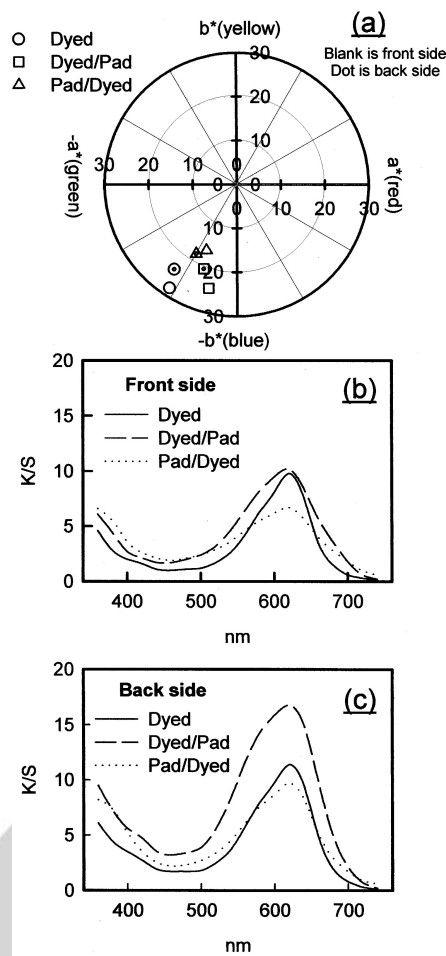 b*(yellow)
(a)
Dyed
Dyed/Pad
Pad/Dyed
Blank is front side
Dot is back side
30
20
10
0
30 20 10 0
0 10 20 30
0
10
20
30
-a*(green)
a*(red)
-b*(blue)
(b)
Front side
Dyed
Dyed/Pad
Pad/Dyed
K/S
20
15
10
5
0
400 500 600 700
nm
(c)
Back side
Dyed
Dyed/Pad
Pad/Dyed
K/S
20
15
10
5
0
400 500 600 700
nm